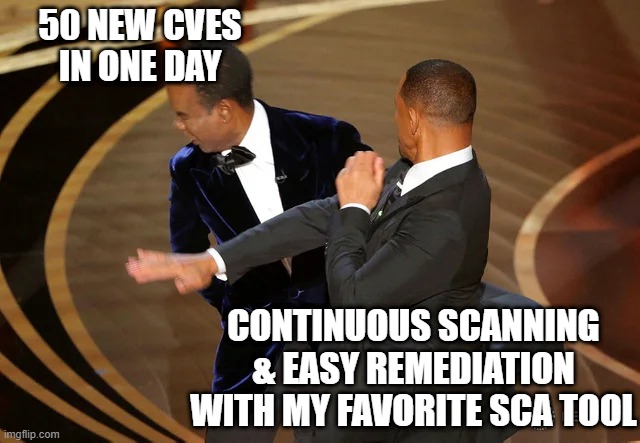 50 NEW CVES
IN ONE DAY
CONTINUOUS SCANNING
& EASY REMEDIATION
WITH MY FAVORITE SCA TOOL
imgflip.com